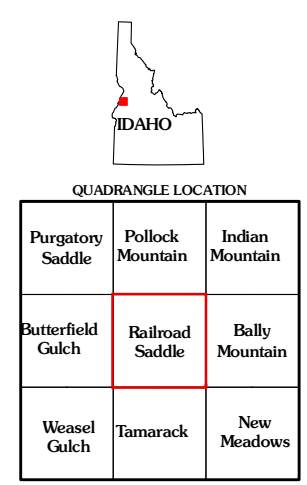 IDAHO
QUADRANGLE LOCATION
Purgatory
Saddle
Pollock
Mountain
Indian
Mountain
Butterfield
Gulch
Railroad
Saddle
Bally
Mountain
Weasel
Gulch
Tamarack
New
Meadows